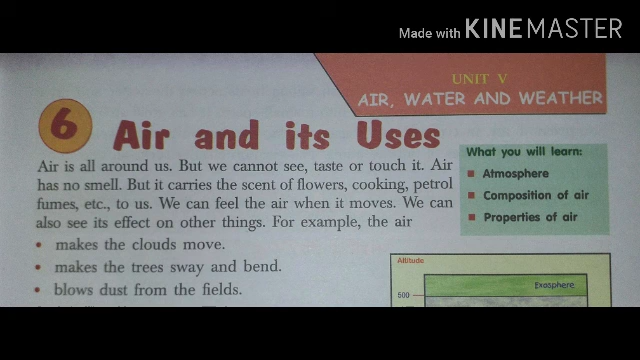 Made with KINEMASTER
UNIT V
AIR, WATER AND WEATHER
6 Air and its Uses
Air is all around us. But we cannot see, taste or touch it. Air
has no smell. But it carries the scent of flowers, cooking, petrol
fumes, etc., to us. We can feel the air when it moves. We can
also see its effect on other things. For example, the air
• makes the clouds move.
• makes the trees sway and bend.
• blows dust from the fields.
What you will learn:
■ Atmosphere
■ Composition of air
■ Properties of air
Altitude
Exosphere
500